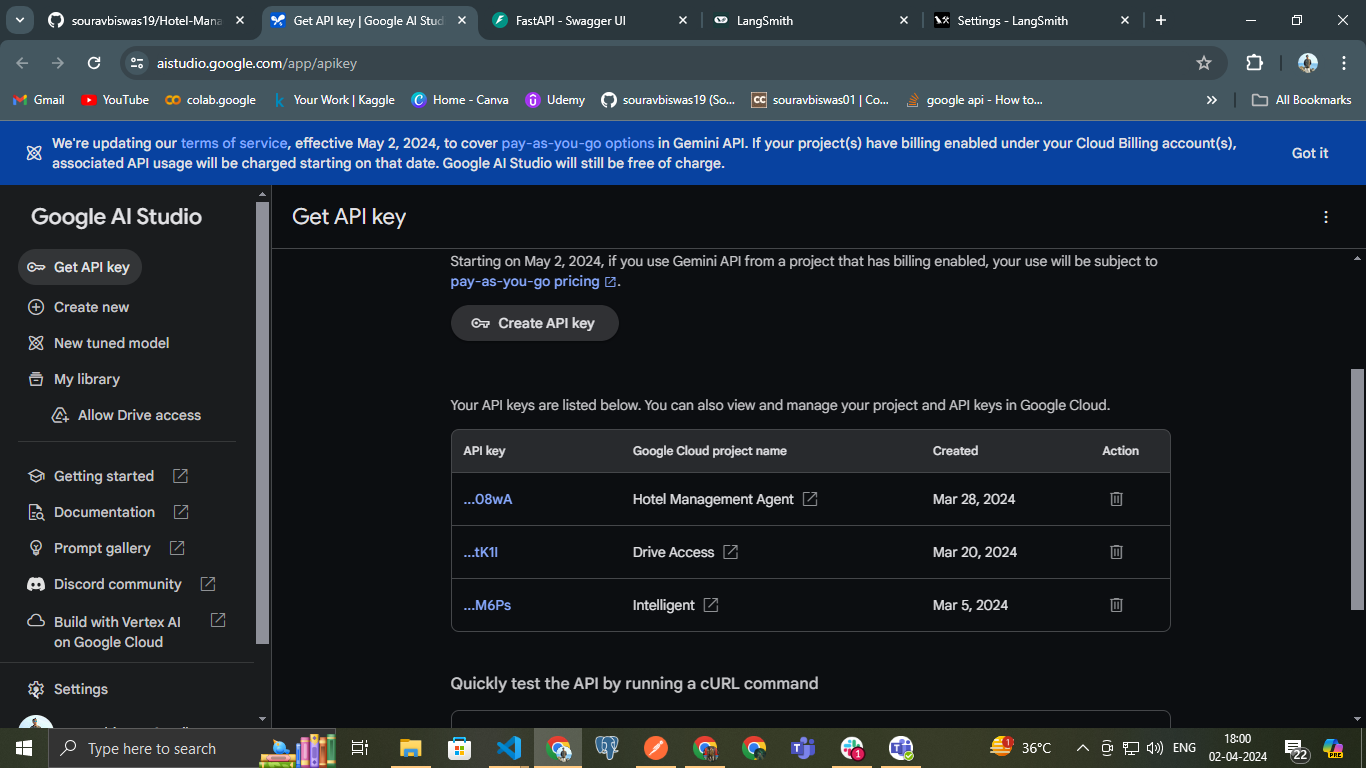 souravbiswas19/Hotel-Mana
Get API key | Google AI Stud
FastAPI - Swagger UI
LangSmith
Settings - LangSmith
aistudio.google.com/app/apikey
Gmail
YouTube
colab.google
Your Work | Kaggle
Home - Canva
Udemy
souravbiswas19 (So...
souravbiswas01 | Co...
google api - How to...
All Bookmarks
We're updating our terms of service, effective May 2, 2024, to cover pay-as-you-go options in Gemini API. If your project(s) have billing enabled under your Cloud Billing account(s),
associated API usage will be charged starting on that date. Google AI Studio will still be free of charge.
Got it
Google AI Studio
Get API key
Create new
New tuned model
My library
Allow Drive access
Getting started
Documentation
Prompt gallery
Discord community
Build with Vertex AI
on Google Cloud
Settings
Get API key
Starting on May 2, 2024, if you use Gemini API from a project that has billing enabled, your use will be subject to
pay-as-you-go pricing.
Create API key
Your API keys are listed below. You can also view and manage your project and API keys in Google Cloud.
API key Google Cloud project name Created Action
...08wA Hotel Management Agent Mar 28, 2024
...tK1I Drive Access Mar 20, 2024
...M6Ps Intelligent Mar 5, 2024
Quickly test the API by running a cURL command
Type here to search
1
1
36°C
ENG
18:00
02-04-2024
22
PRE